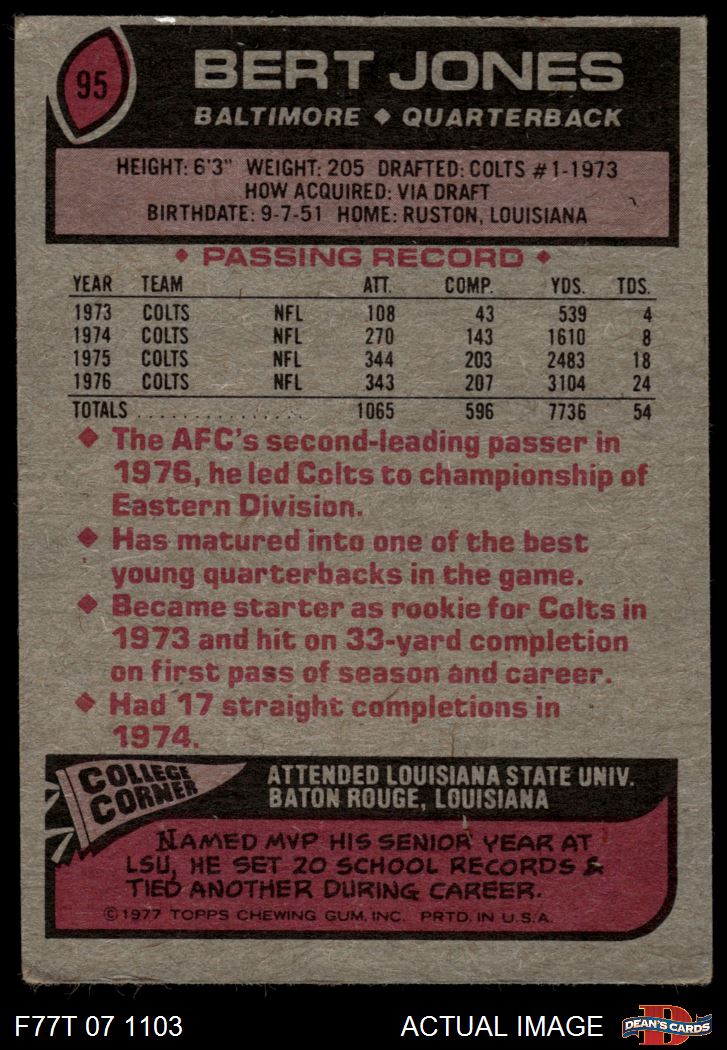 95
BERT JONES
BALTIMORE ◆ QUARTERBACK
HEIGHT: 6'3" WEIGHT: 205 DRAFTED: COLTS #1-1973
HOW ACQUIRED: VIA DRAFT
BIRTHDATE: 9-7-51 HOME: RUSTON, LOUISIANA
◆ PASSING RECORD ◆
YEAR TEAM ATT. COMP. YDS. TDS.
1973 COLTS NFL 108 43 539 4
1974 COLTS NFL 270 143 1610 8
1975 COLTS NFL 344 203 2483 18
1976 COLTS NFL 343 207 3104 24
TOTALS ................ 1065 596 7736 54
◆ The AFC's second-leading passer in
1976, he led Colts to championship of
Eastern Division.
◆ Has matured into one of the best
young quarterbacks in the game.
◆ Became starter as rookie for Colts in
1973 and hit on 33-yard completion
on first pass of season and career.
◆ Had 17 straight completions in
1974.
COLLEGE
CORNER
ATTENDED LOUISIANA STATE UNIV.
BATON ROUGE, LOUISIANA
NAMED MVP HIS SENIOR YEAR AT
LSU, HE SET 20 SCHOOL RECORDS &
TIED ANOTHER DURING CAREER.
©1977 TOPPS CHEWING GUM, INC. PRTD. IN U.S.A.
F77T 07 1103 ACTUAL IMAGE
D
DEAN'S CARDS